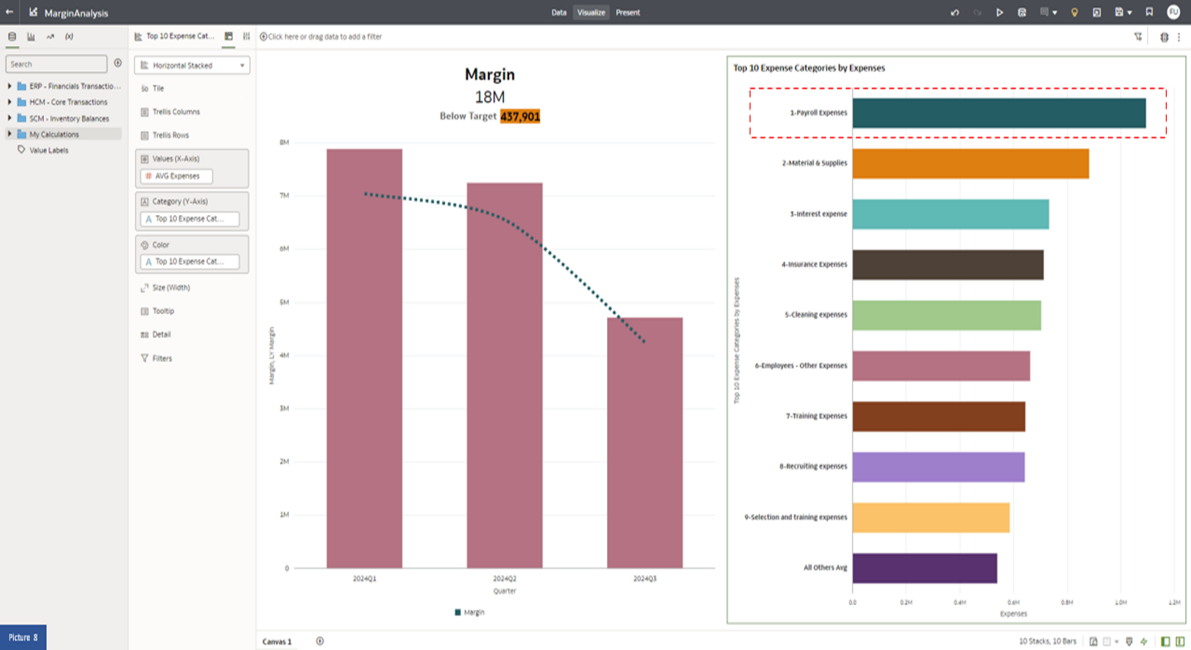 MarginAnalysis
Data Visualize Present
FU
Top 10 Expense Cat...
Click here or drag data to add a filter
Search
ERP - Financials Transactio...
HCM - Core Transactions
SCM - Inventory Balances
My Calculations
Value Labels
Horizontal Stacked
Tile
Trellis Columns
Trellis Rows
Values (X-Axis)
# AVG Expenses
Category (Y-Axis)
A Top 10 Expense Cat...
Color
A Top 10 Expense Cat...
Size (Width)
Tooltip
Detail
Filters
Margin
18M
Below Target 437,901
8M
7M
6M
5M
4M
3M
2M
1M
0
Margin, LY Margin
2024Q1 2024Q2 2024Q3
Quarter
Margin
Top 10 Expense Categories by Expenses
Top 10 Expense Categories by Expenses
1-Payroll Expenses
2-Material & Supplies
3-Interest expense
4-Insurance Expenses
5-Cleaning expenses
6-Employees - Other Expenses
7-Training Expenses
8-Recruiting expenses
9-Selection and training expenses
All Others Avg
0.0 0.2M 0.4M 0.6M 0.8M 1.0M 1.2M
Expenses
Canvas 1
10 Stacks, 10 Bars
Picture 8